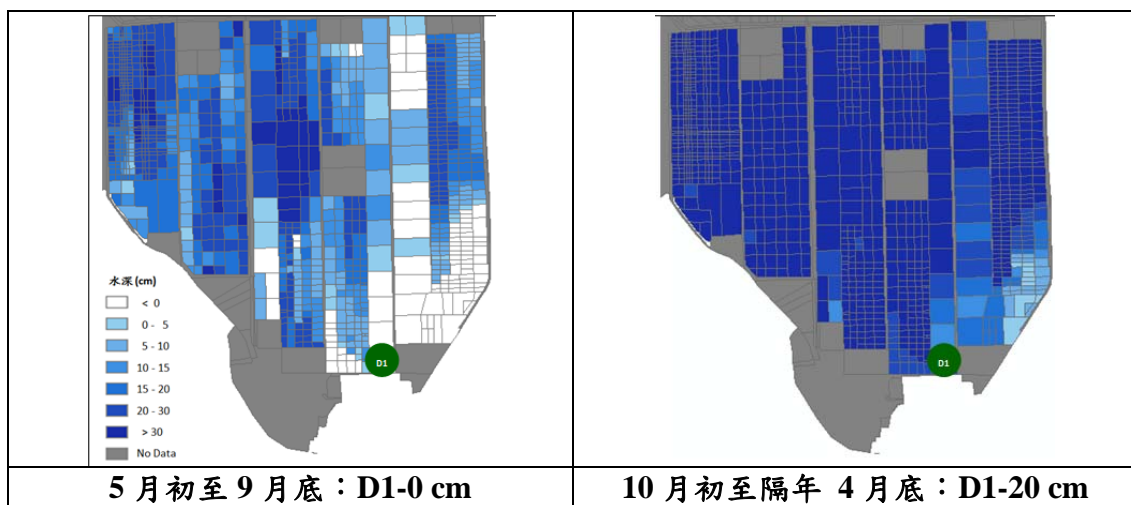 水深(cm)
< 0
0 - 5
5 - 10
10 - 15
15 - 20
20 - 30
> 30
No Data
D1
D1
5 月初至 9 月底：D1-0 cm
10 月初至隔年 4 月底：D1-20 cm